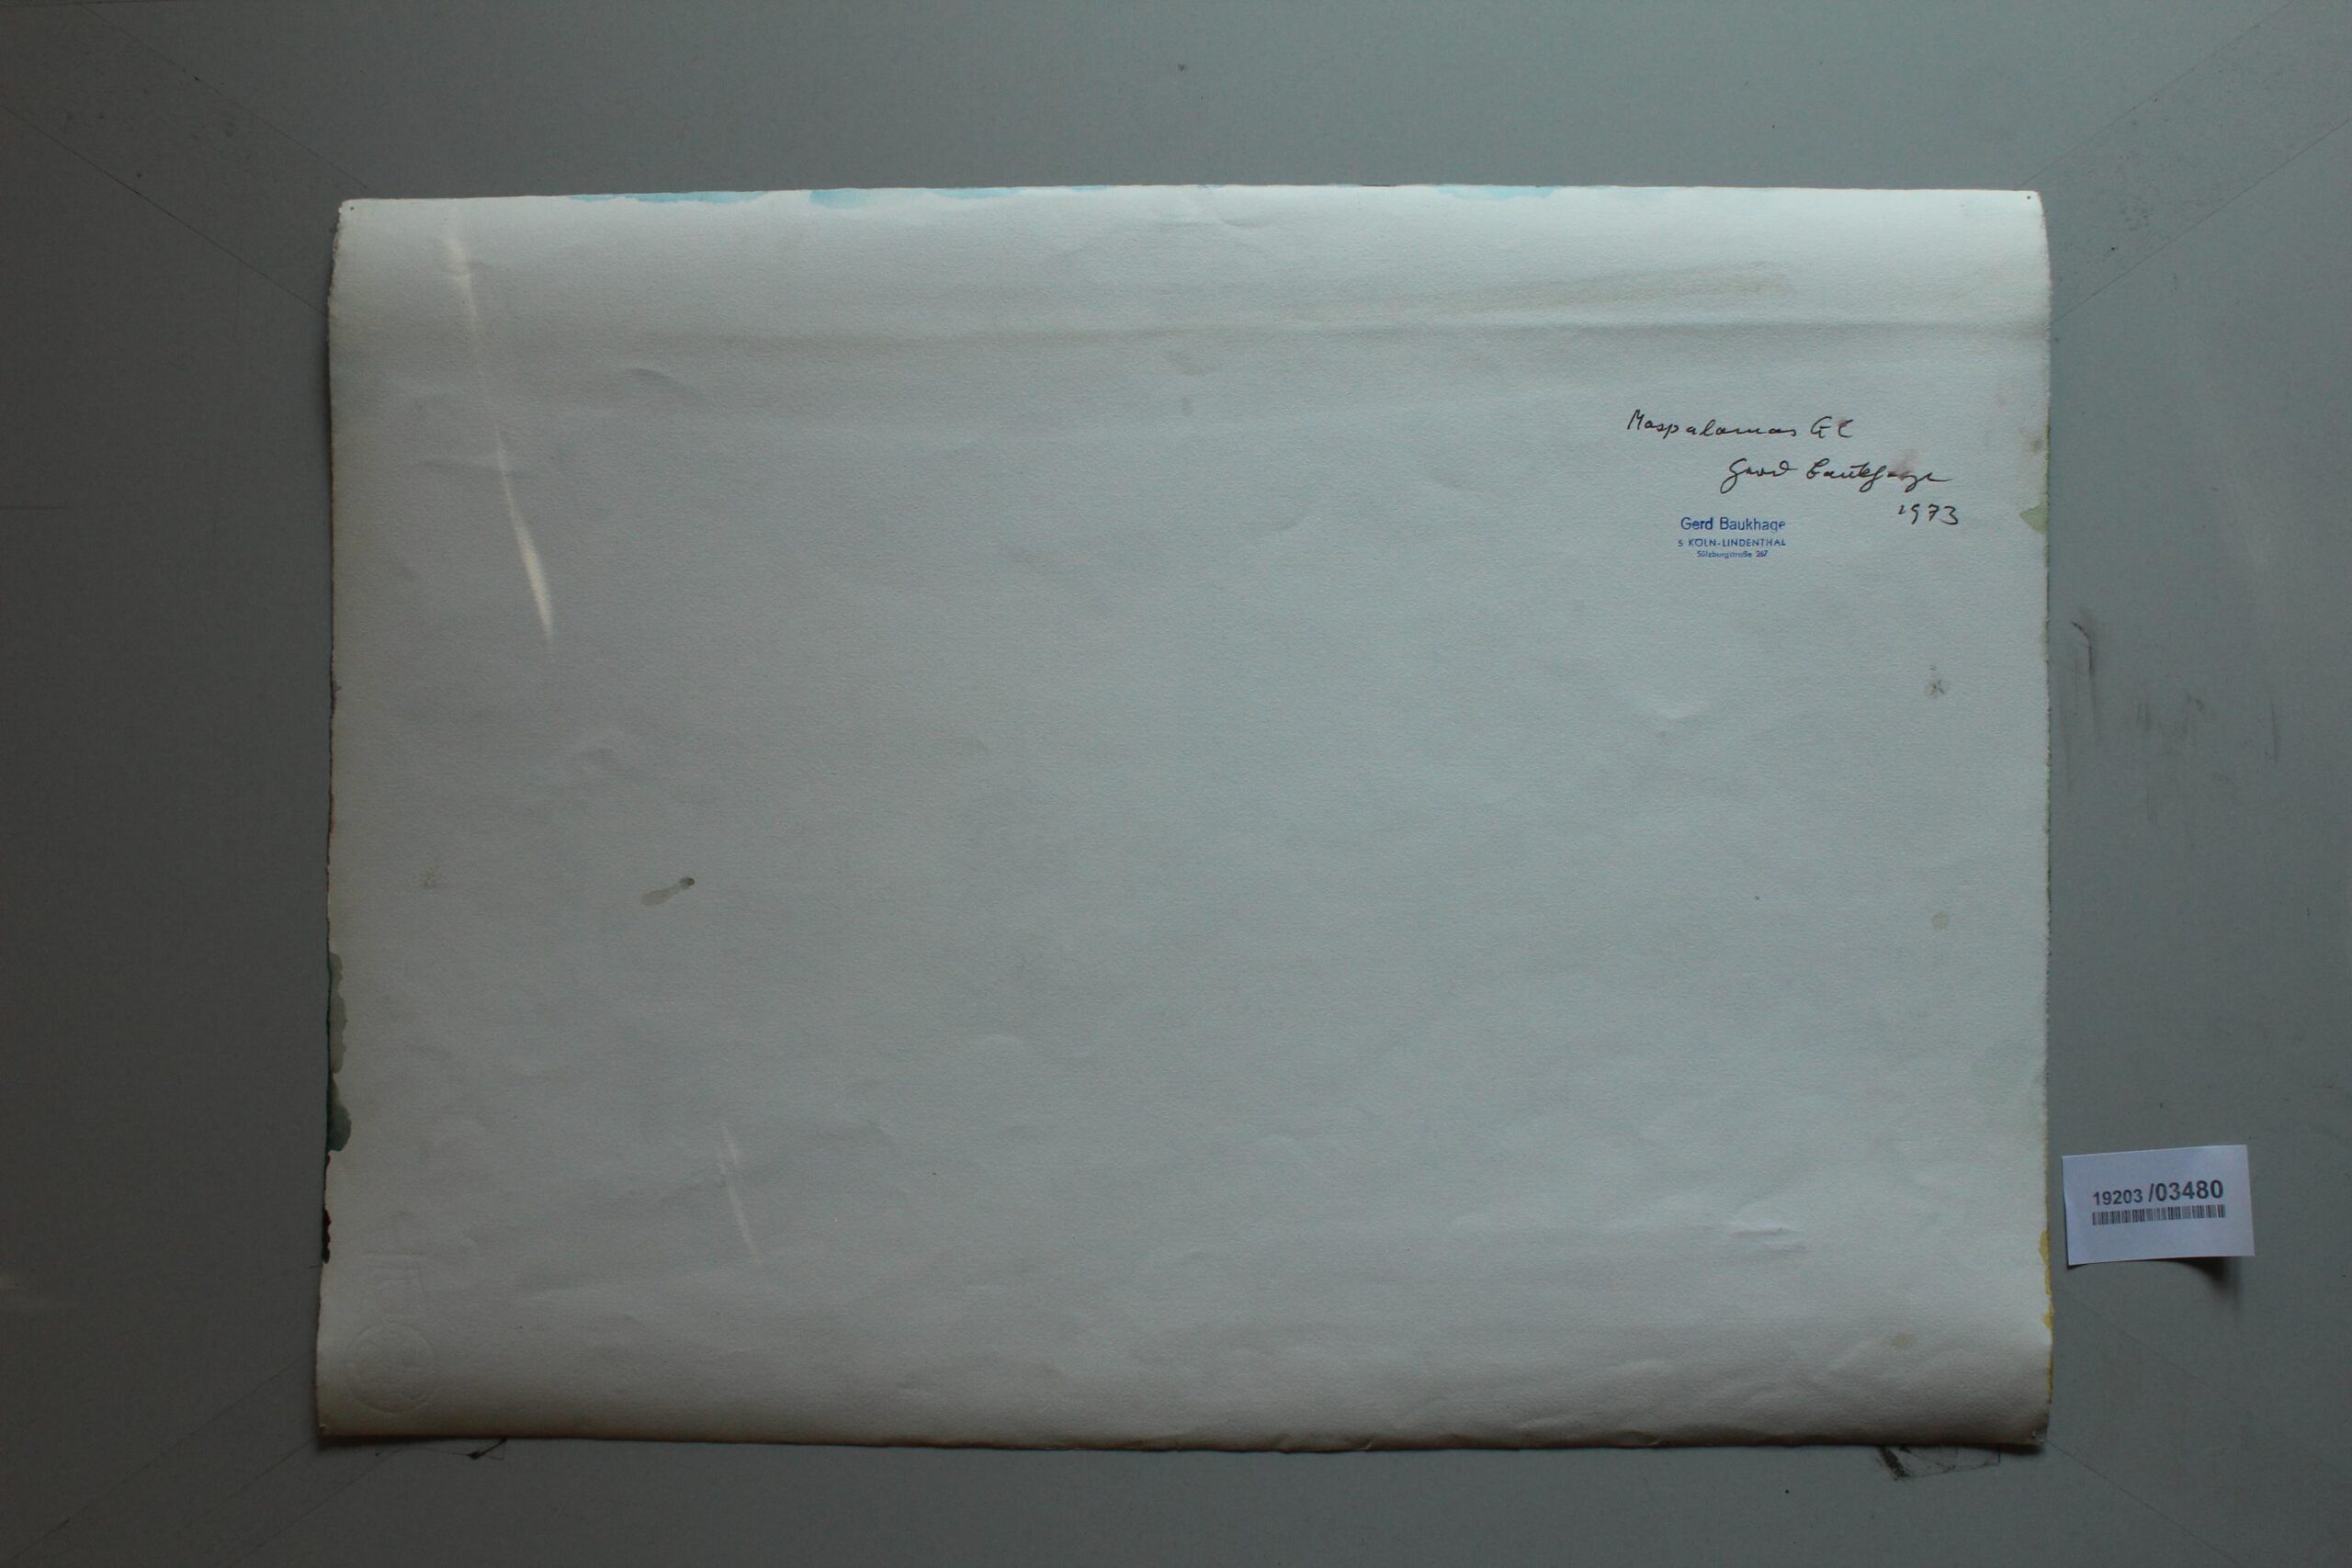 Maspalomas GC
Gerd Baukhage
1973
Gerd Baukhage
5 KÖLN-LINDENTHAL
Sülzburgstraße 267
19203 /03480